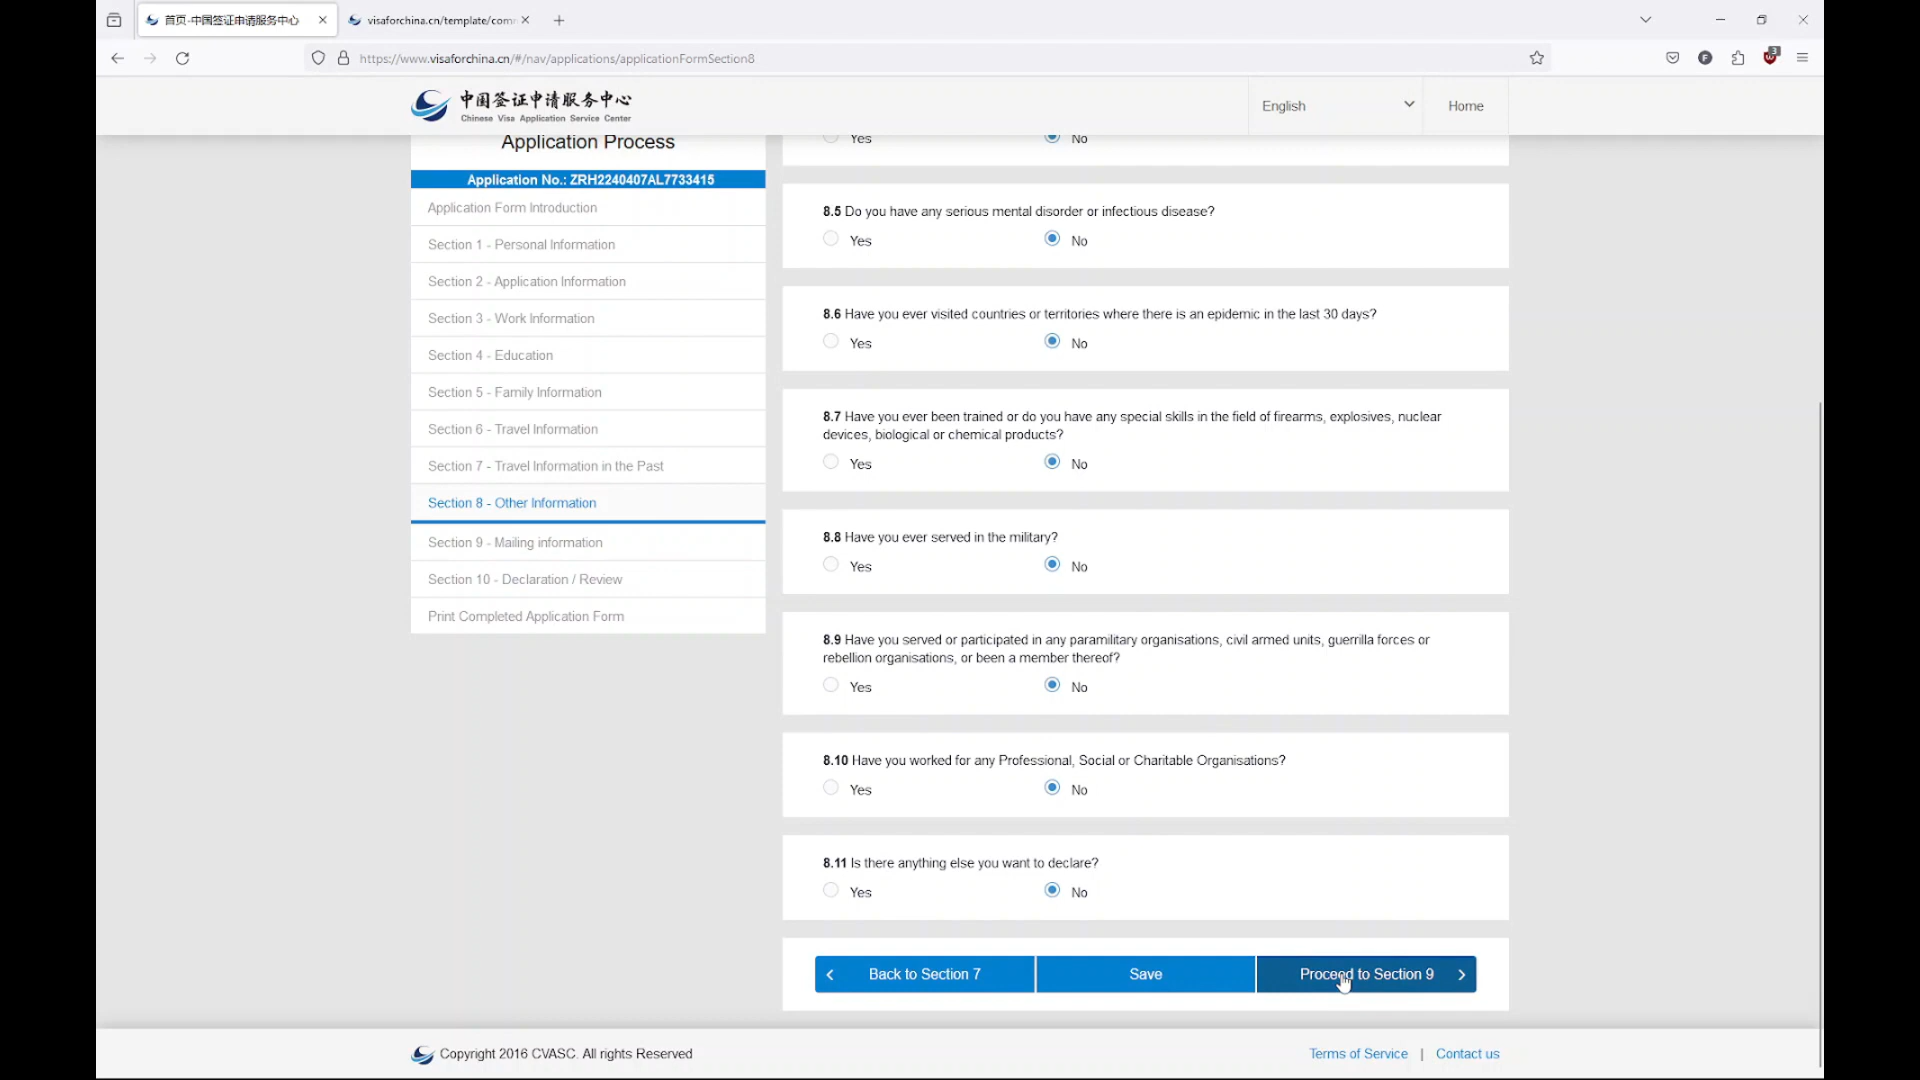 首页-中国签证申请服务中心
visaforchina.cn/template/comm
https://www.visaforchina.cn/#/nav/applications/applicationFormSection8
3
中国签证申请服务中心
Chinese Visa Application Service Center
English
Home
Application Process
Application No.: ZRH2240407AL7733415
Application Form Introduction
Section 1 - Personal Information
Section 2 - Application Information
Section 3 - Work Information
Section 4 - Education
Section 5 - Family Information
Section 6 - Travel Information
Section 7 - Travel Information in the Past
Section 8 - Other Information
Section 9 - Mailing information
Section 10 - Declaration / Review
Print Completed Application Form
Yes No
8.5 Do you have any serious mental disorder or infectious disease?
Yes No
8.6 Have you ever visited countries or territories where there is an epidemic in the last 30 days?
Yes No
8.7 Have you ever been trained or do you have any special skills in the field of firearms, explosives, nuclear
devices, biological or chemical products?
Yes No
8.8 Have you ever served in the military?
Yes No
8.9 Have you served or participated in any paramilitary organisations, civil armed units, guerrilla forces or
rebellion organisations, or been a member thereof?
Yes No
8.10 Have you worked for any Professional, Social or Charitable Organisations?
Yes No
8.11 Is there anything else you want to declare?
Yes No
Back to Section 7
Save
Proceed to Section 9
Copyright 2016 CVASC. All rights Reserved
Terms of Service | Contact us